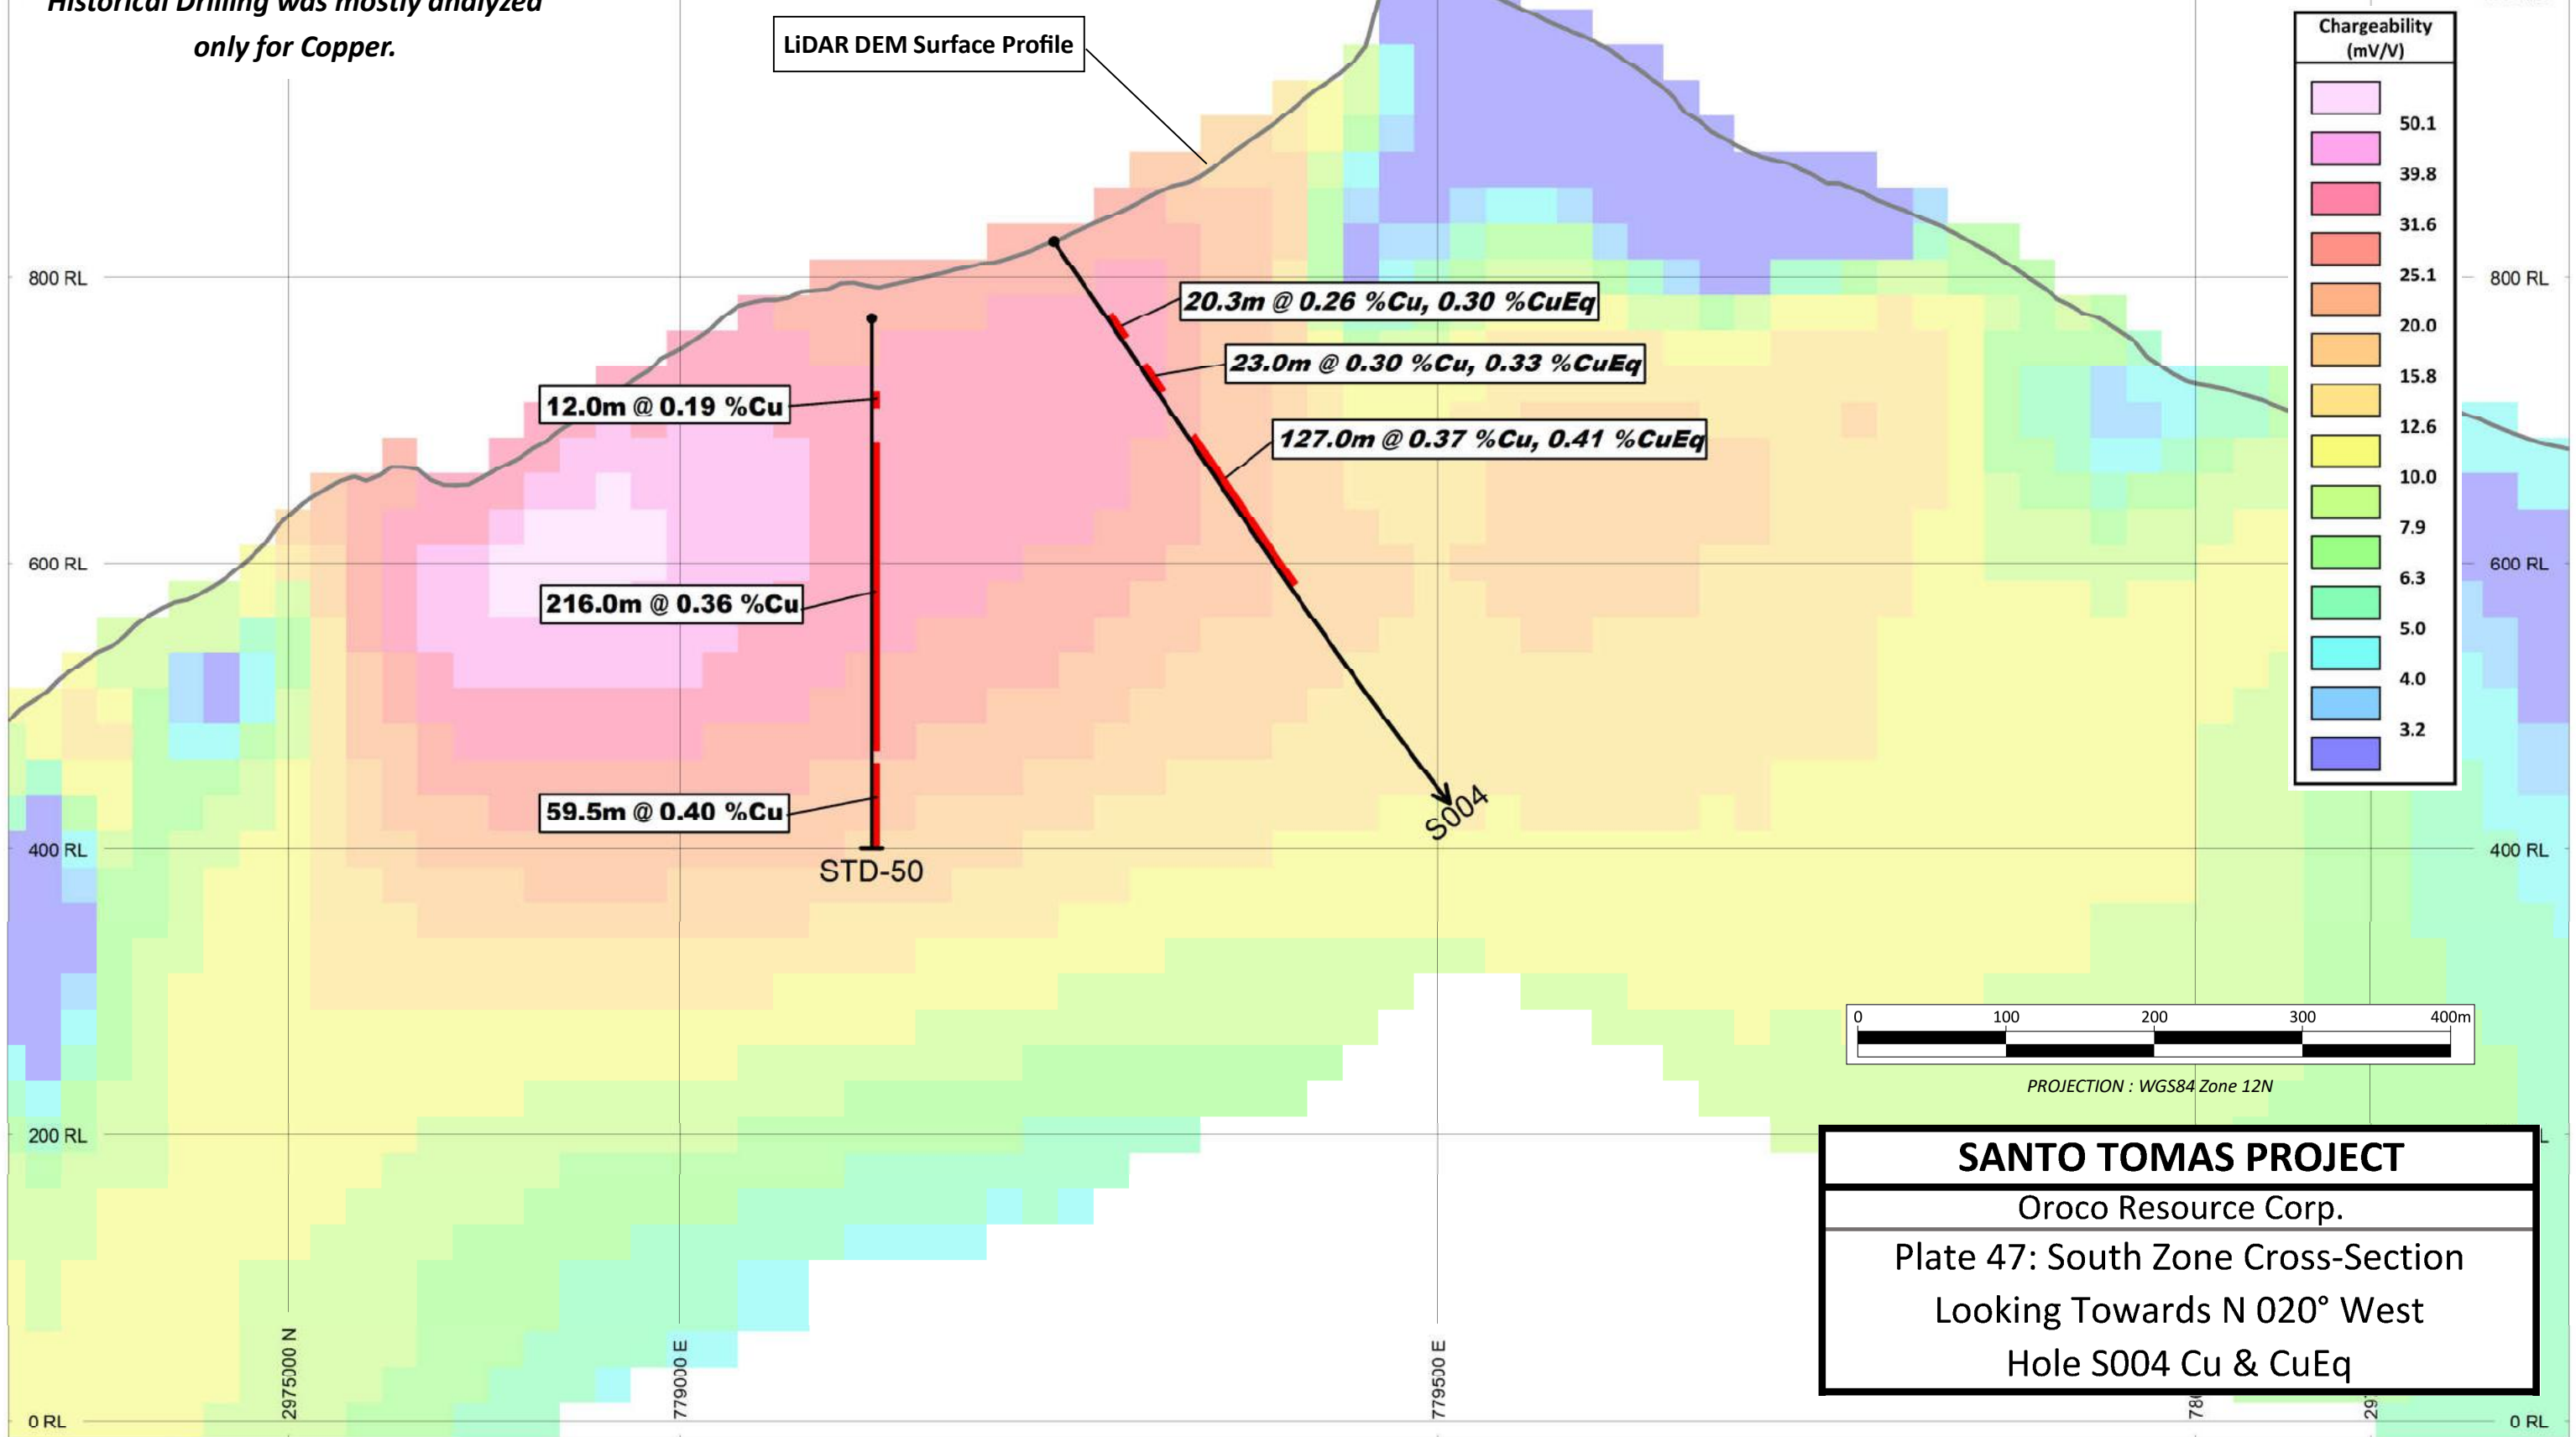 Historical Drilling was mostly analyzed
only for Copper.
LiDAR DEM Surface Profile
Chargeability
(mV/V)
50.1
39.8
31.6
25.1
20.0
15.8
12.6
10.0
7.9
6.3
5.0
4.0
3.2
800 RL
800 RL
20.3m @ 0.26 %Cu, 0.30 %CuEq
23.0m @ 0.30 %Cu, 0.33 %CuEq
12.0m @ 0.19 %Cu
127.0m @ 0.37 %Cu, 0.41 %CuEq
600 RL
600 RL
216.0m @ 0.36 %Cu
59.5m @ 0.40 %Cu
S004
400 RL
400 RL
STD-50
0 100 200 300 400m
PROJECTION : WGS84 Zone 12N
200 RL
SANTO TOMAS PROJECT
Oroco Resource Corp.
Plate 47: South Zone Cross-Section
Looking Towards N 020° West
Hole S004 Cu & CuEq
2975000 N
779000 E
779500 E
0 RL
0 RL